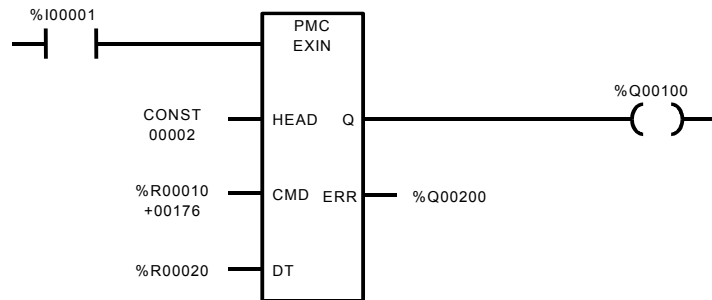 %I00001
PMC
EXIN
%Q00100
CONST
00002
HEAD Q
%R00010
+00176
CMD ERR
%Q00200
%R00020
DT